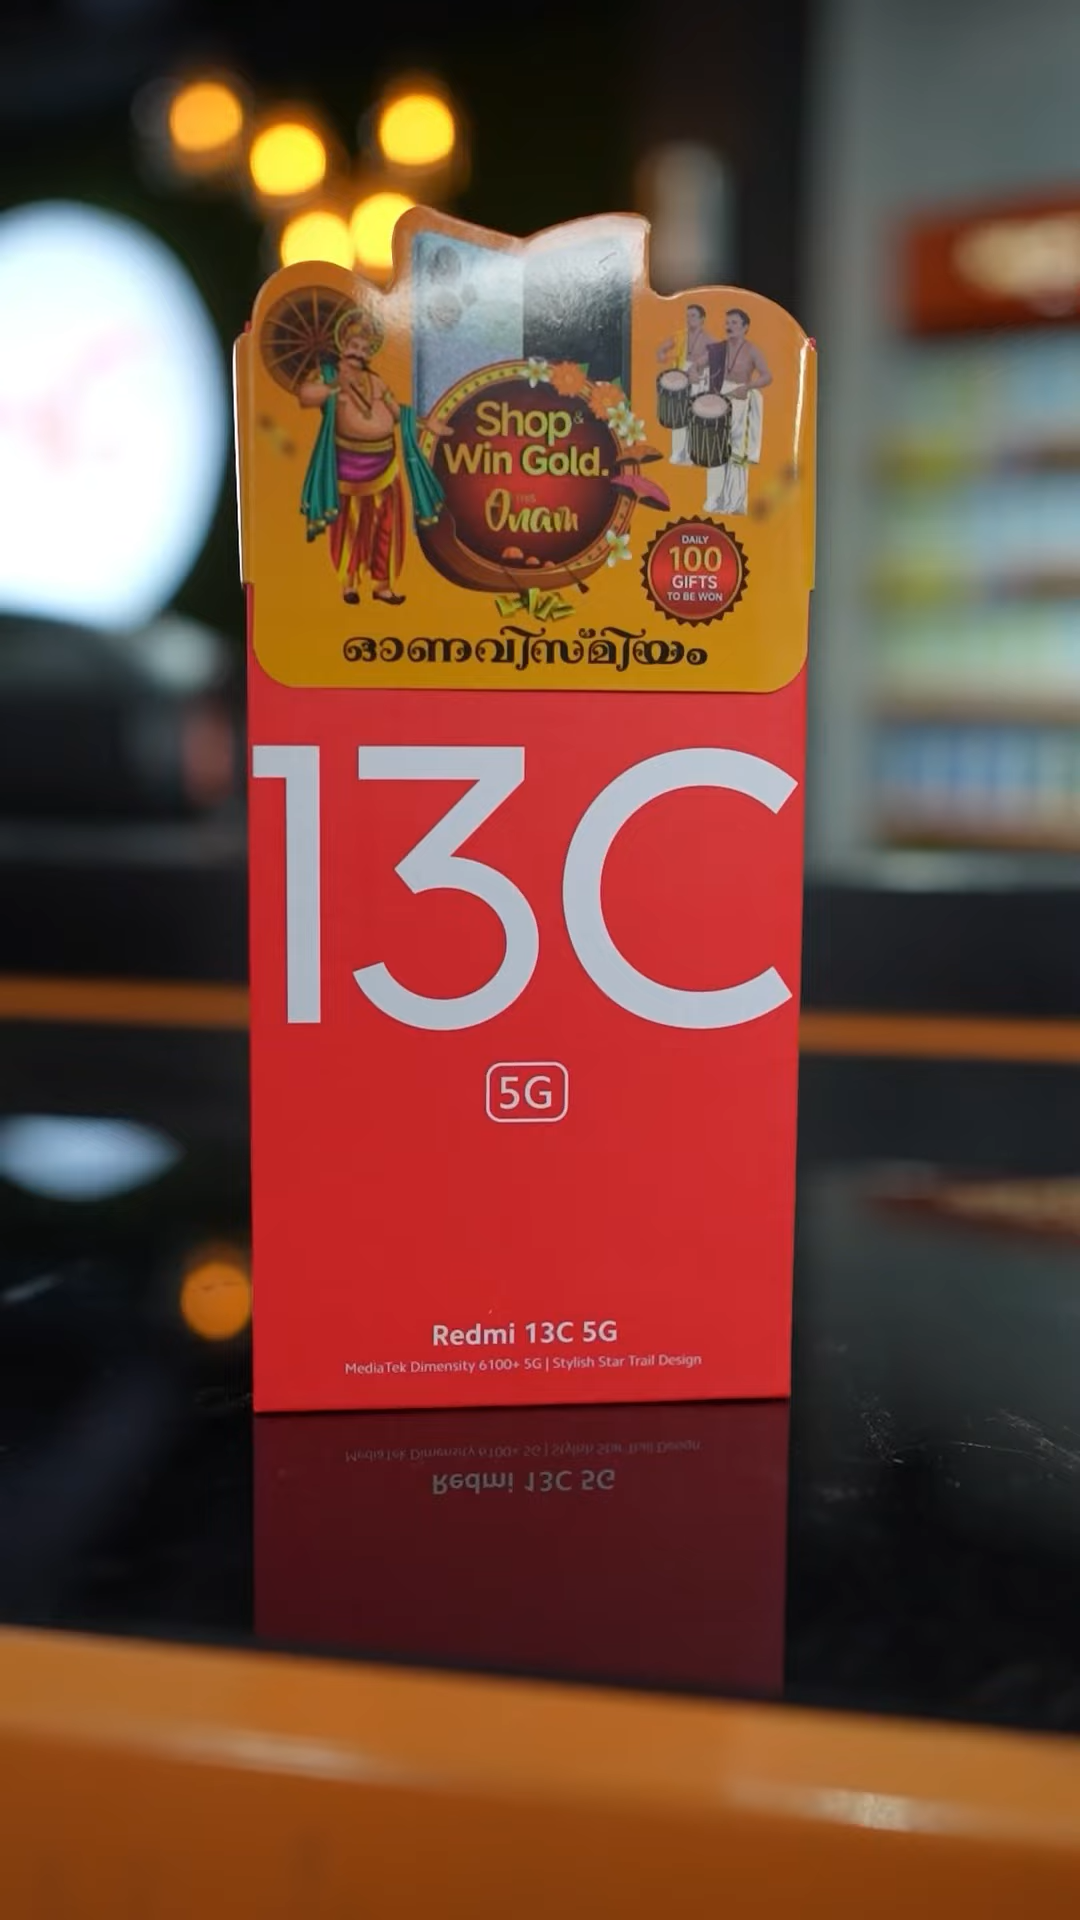 Shop &
Win Gold.
THIS
Onam
DAILY
100
GIFTS
TO BE WON
ഓണവിസ്മിയം
13C
5G
Redmi 13C 5G
MediaTek Dimensity 6100+ 5G | Stylish Star Trail Design